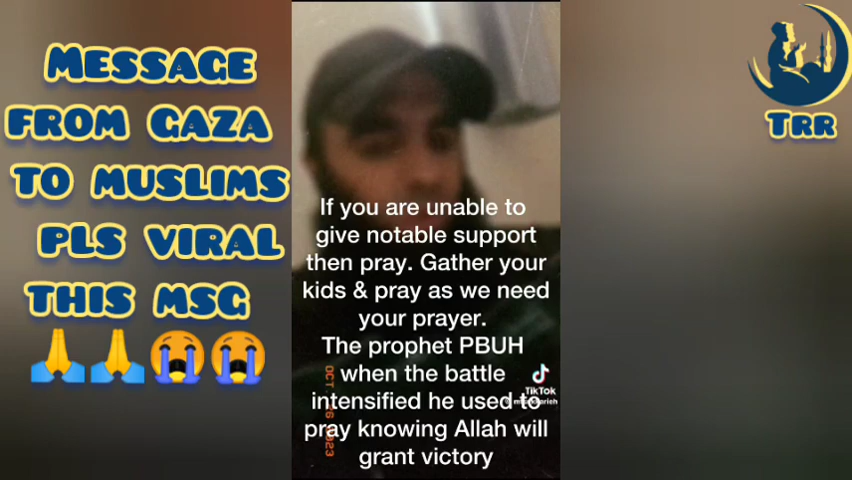 MESSAGE
FROM GAZA
TO MUSLIMS
PLS VIRAL
THIS MSG
If you are unable to
give notable support
then pray. Gather your
kids & pray as we need
your prayer.
The prophet PBUH
when the battle
intensified he used to
pray knowing Allah will
grant victory
TikTok
TRR